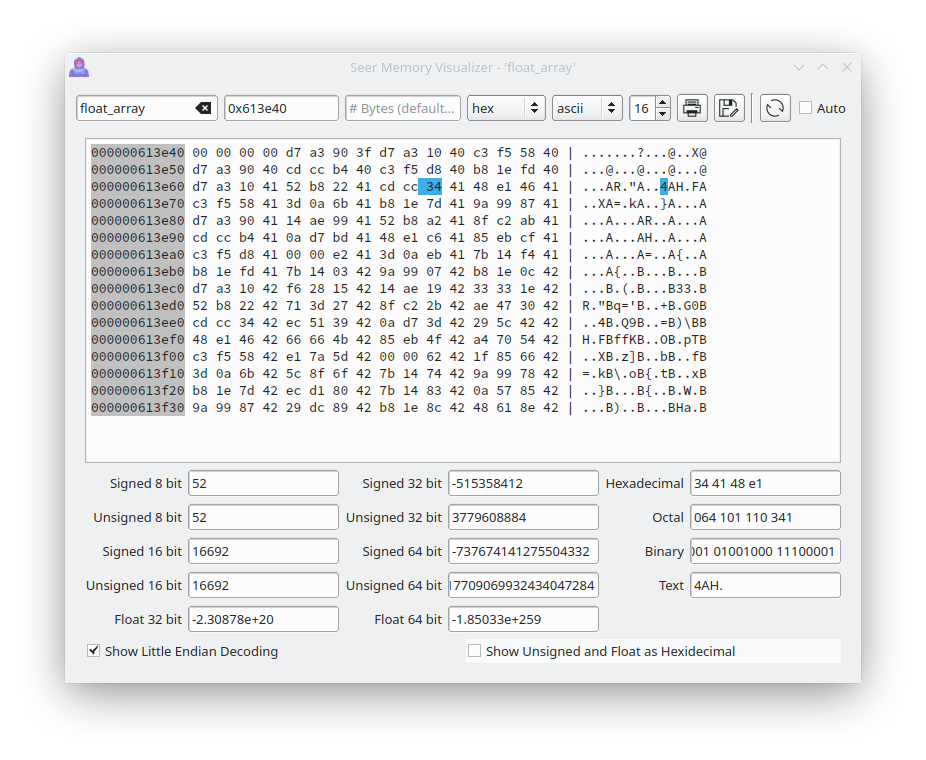 Seer Memory Visualizer - 'float_array'
float_array 0x613e40 # Bytes (default... hex ascii 16 Auto
000000613e40 00 00 00 00 d7 a3 90 3f d7 a3 10 40 c3 f5 58 40 | .......?...@..X@
000000613e50 d7 a3 90 40 cd cc b4 40 c3 f5 d8 40 b8 1e fd 40 | ...@...@...@...@
000000613e60 d7 a3 10 41 52 b8 22 41 cd cc 34 41 48 e1 46 41 | ...AR."A..4AH.FA
000000613e70 c3 f5 58 41 3d 0a 6b 41 b8 1e 7d 41 9a 99 87 41 | ..XA=.kA..}A...A
000000613e80 d7 a3 90 41 14 ae 99 41 52 b8 a2 41 8f c2 ab 41 | ...A...AR..A...A
000000613e90 cd cc b4 41 0a d7 bd 41 48 e1 c6 41 85 eb cf 41 | ...A...AH..A...A
000000613ea0 c3 f5 d8 41 00 00 e2 41 3d 0a eb 41 7b 14 f4 41 | ...A...A=..A{..A
000000613eb0 b8 1e fd 41 7b 14 03 42 9a 99 07 42 b8 1e 0c 42 | ...A{..B...B...B
000000613ec0 d7 a3 10 42 f6 28 15 42 14 ae 19 42 33 33 1e 42 | ...B.(.B...B33.B
000000613ed0 52 b8 22 42 71 3d 27 42 8f c2 2b 42 ae 47 30 42 | R."Bq='B..+B.G0B
000000613ee0 cd cc 34 42 ec 51 39 42 0a d7 3d 42 29 5c 42 42 | ..4B.Q9B..=B)\BB
000000613ef0 48 e1 46 42 66 66 4b 42 85 eb 4f 42 a4 70 54 42 | H.FBffKB..OB.pTB
000000613f00 c3 f5 58 42 e1 7a 5d 42 00 00 62 42 1f 85 66 42 | ..XB.z]B..bB..fB
000000613f10 3d 0a 6b 42 5c 8f 6f 42 7b 14 74 42 9a 99 78 42 | =.kB\.oB{.tB..xB
000000613f20 b8 1e 7d 42 ec d1 80 42 7b 14 83 42 0a 57 85 42 | ..}B...B{..B.W.B
000000613f30 9a 99 87 42 29 dc 89 42 b8 1e 8c 42 48 61 8e 42 | ...B)..B...BHa.B
Signed 8 bit 52 Signed 32 bit -515358412 Hexadecimal 34 41 48 e1
Unsigned 8 bit 52 Unsigned 32 bit 3779608884 Octal 064 101 110 341
Signed 16 bit 16692 Signed 64 bit -737674141275504332 Binary 001 01001000 11100001
Unsigned 16 bit 16692 Unsigned 64 bit 17709069932434047284 Text 4AH.
Float 32 bit -2.30878e+20 Float 64 bit -1.85033e+259
Show Little Endian Decoding Show Unsigned and Float as Hexidecimal